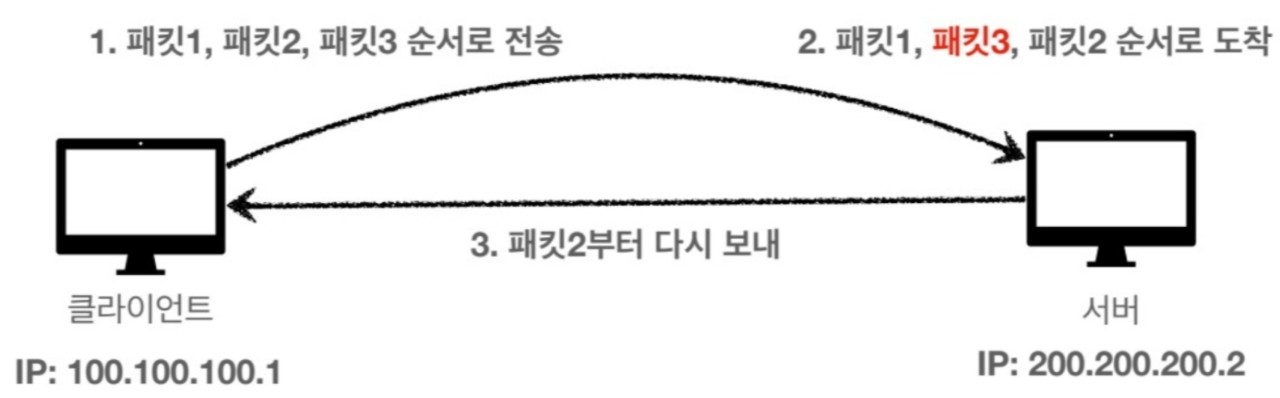 1. 패킷1, 패킷2, 패킷3 순서로 전송
2. 패킷1, 패킷3, 패킷2 순서로 도착
3. 패킷2부터 다시 보내
클라이언트
서버
IP: 100.100.100.1
IP: 200.200.200.2